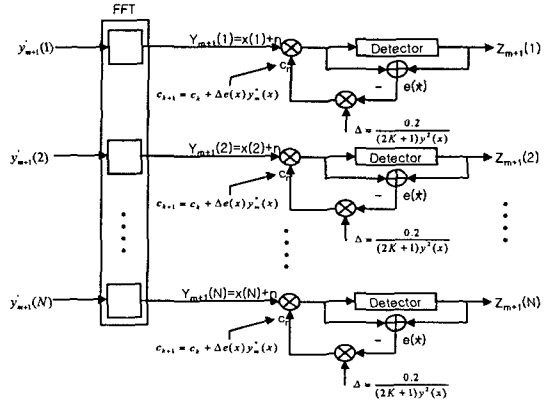 FFT
y'ₘ₊₁(1)
Yₘ₊₁(1)=x(1)+n
Detector
Zₘ₊₁(1)
cᵣ
cₖ₊₁ = cₖ + Δe(x)y*ₘ(x)
−
e(x)
Δ = 0.2 / (2K+1)y²(x)
y'ₘ₊₁(2)
Yₘ₊₁(2)=x(2)+n
Detector
Zₘ₊₁(2)
cᵣ
cₖ₊₁ = cₖ + Δe(x)y*ₘ(x)
−
e(x)
Δ = 0.2 / (2K+1)y²(x)
y'ₘ₊₁(N)
Yₘ₊₁(N)=x(N)+n
Detector
Zₘ₊₁(N)
cᵣ
cₖ₊₁ = cₖ + Δe(x)y*ₘ(x)
−
e(x)
Δ = 0.2 / (2K+1)y²(x)